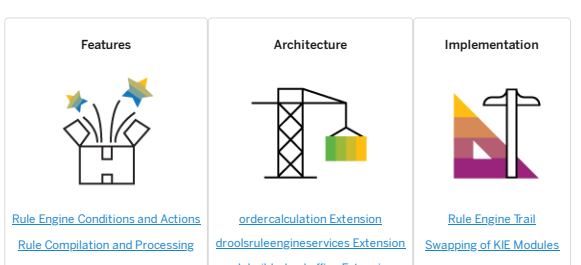 Features
Architecture
Implementation
Rule Engine Conditions and Actions
ordercalculation Extension
Rule Engine Trail
Rule Compilation and Processing
droolsruleengineservices Extension
Swapping of KIE Modules